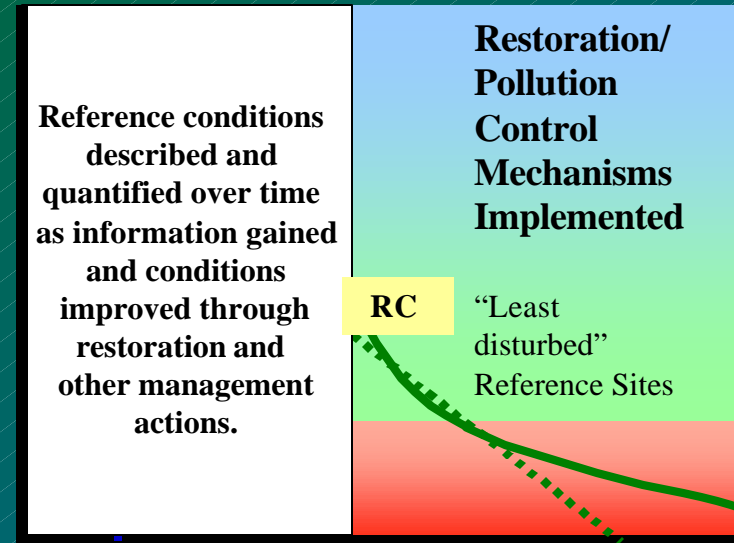 Reference conditions
described and
quantified over time
as information gained
and conditions
improved through
restoration and
other management
actions.
Restoration/
Pollution
Control
Mechanisms
Implemented
RC
“Least
disturbed”
Reference Sites